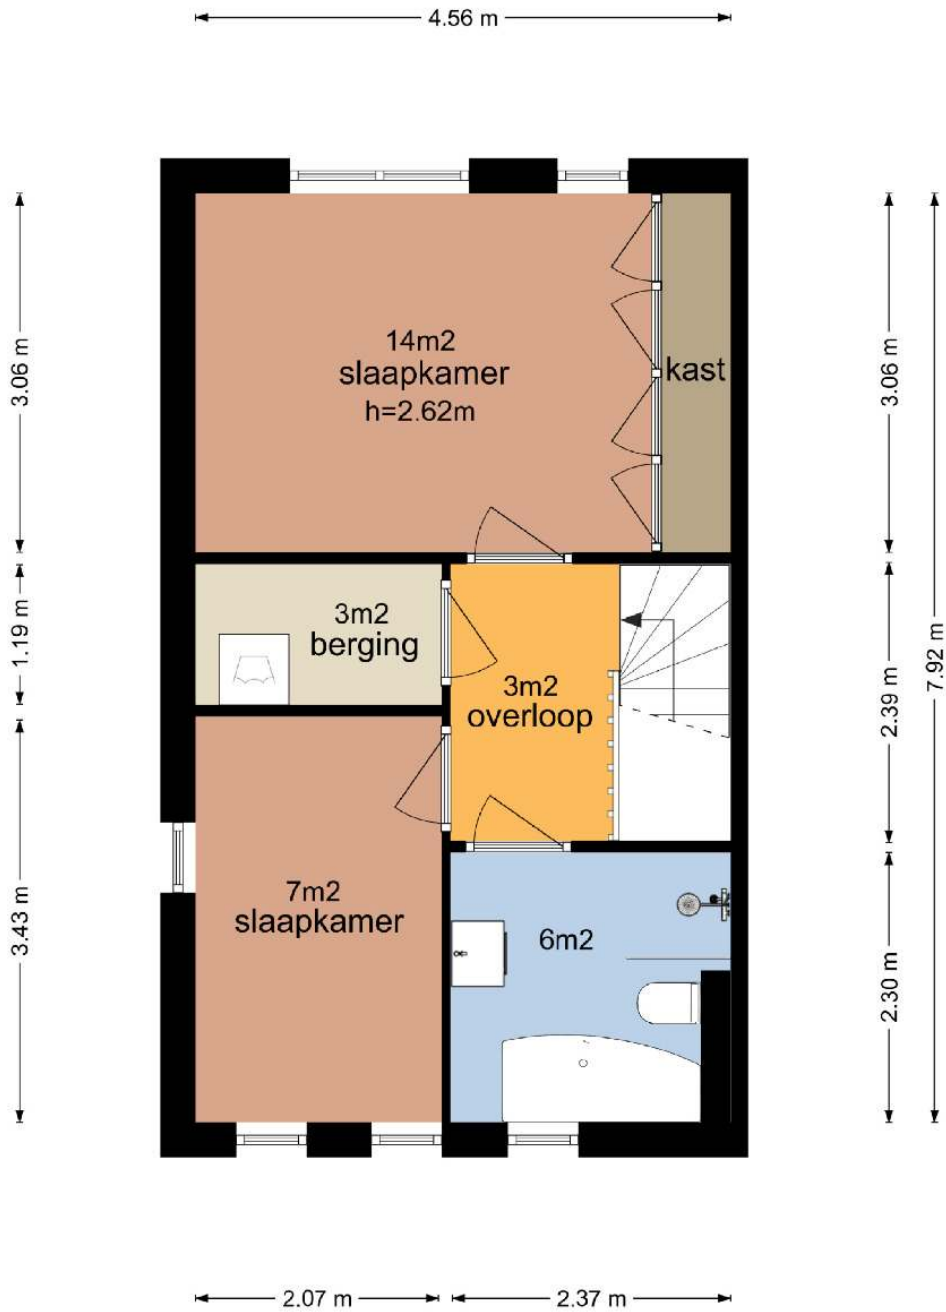 4.56 m
14m2
slaapkamer
h=2.62m
kast
3.06 m
3.06 m
3m2
berging
1.19 m
3m2
overloop
2.39 m
7.92 m
7m2
slaapkamer
6m2
3.43 m
2.30 m
2.07 m
2.37 m